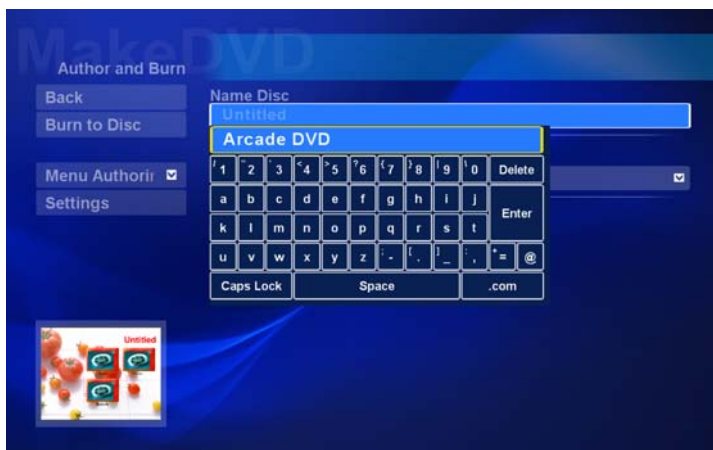 MakeDVD
Author and Burn
Back
Name Disc
Untitled
Burn to Disc
Arcade DVD
/1 "2 '3 <4 >5 ?6 {7 }8 |9 \0 Delete
Menu Authorin
a b c d e f g h i j
Settings
Enter
k l m n o p q r s t
u v w x y z - [. ]_ , += @
Caps Lock Space .com
Untitled